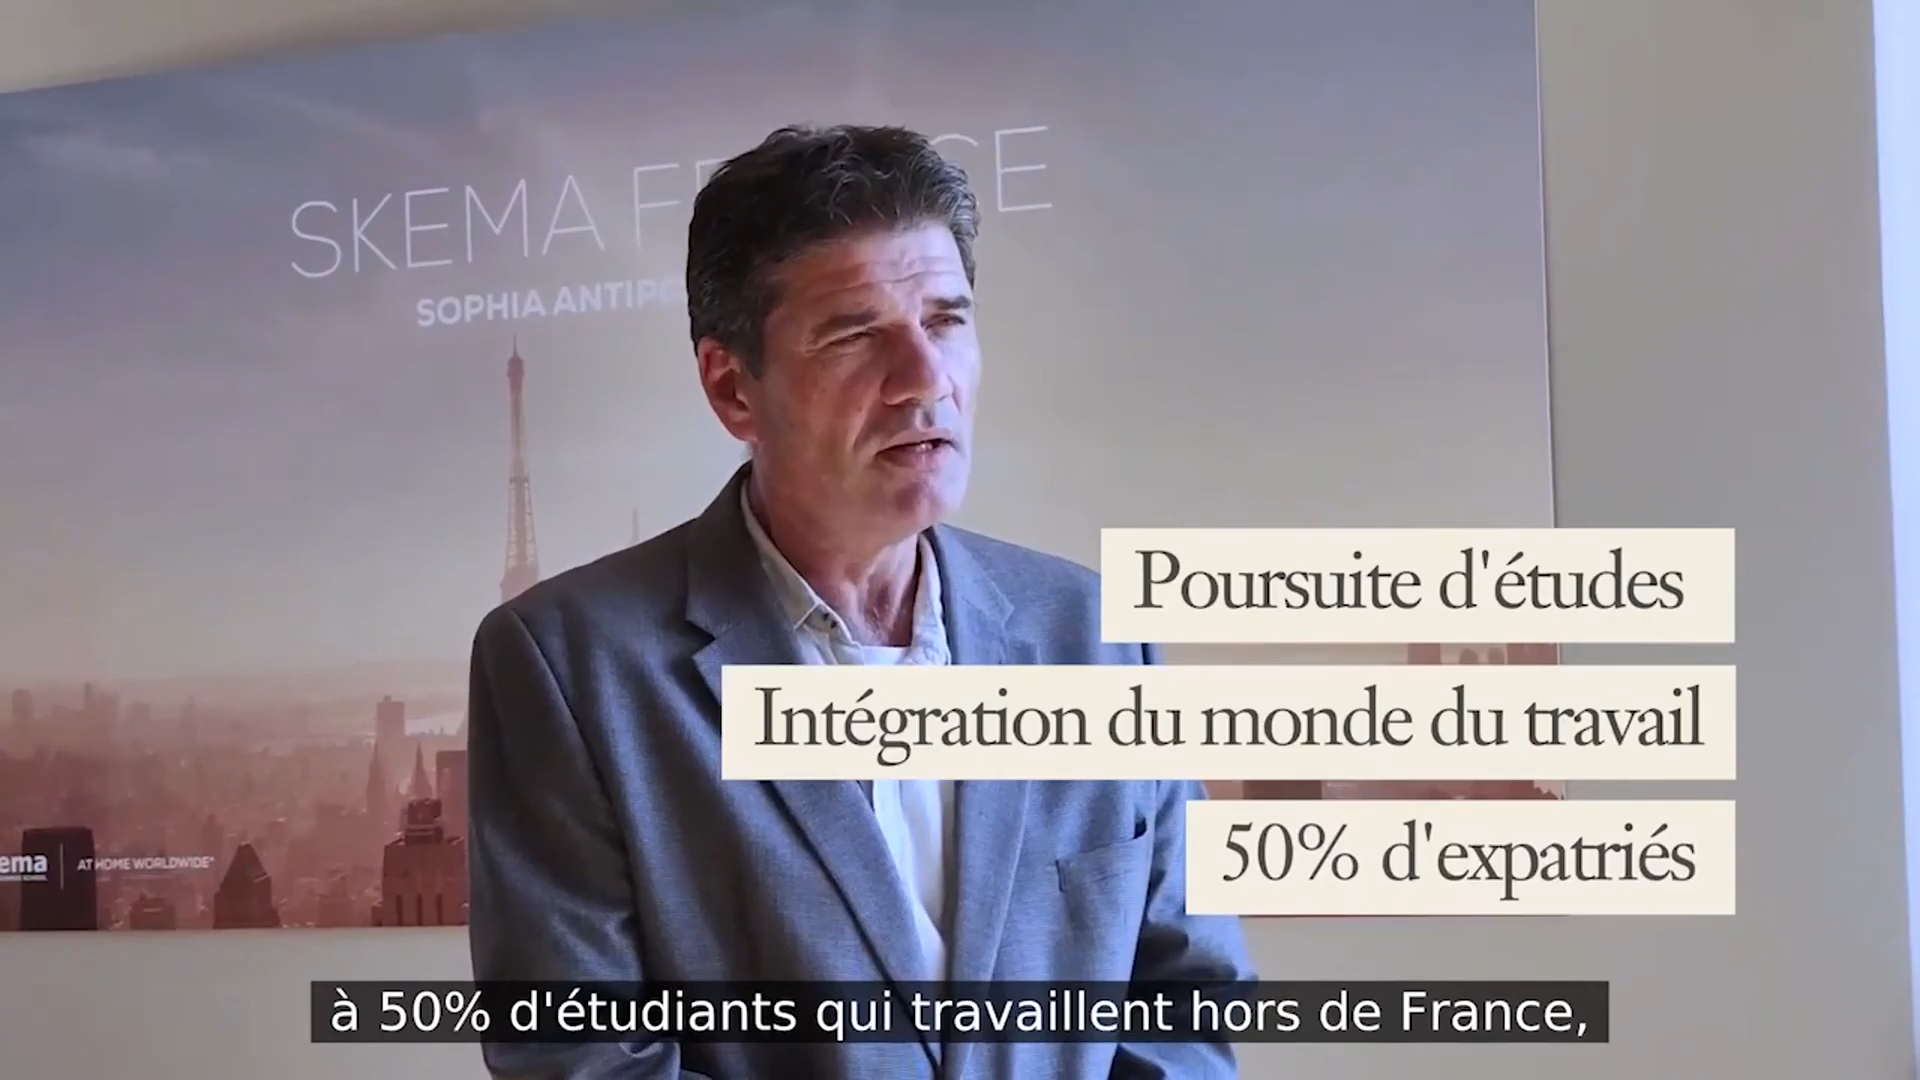 SKEMA F CE
SOPHIA ANTIP
Poursuite d'études
Intégration du monde du travail
50% d'expatriés
ema AT HOME WORLDWIDE
à 50% d'étudiants qui travaillent hors de France,